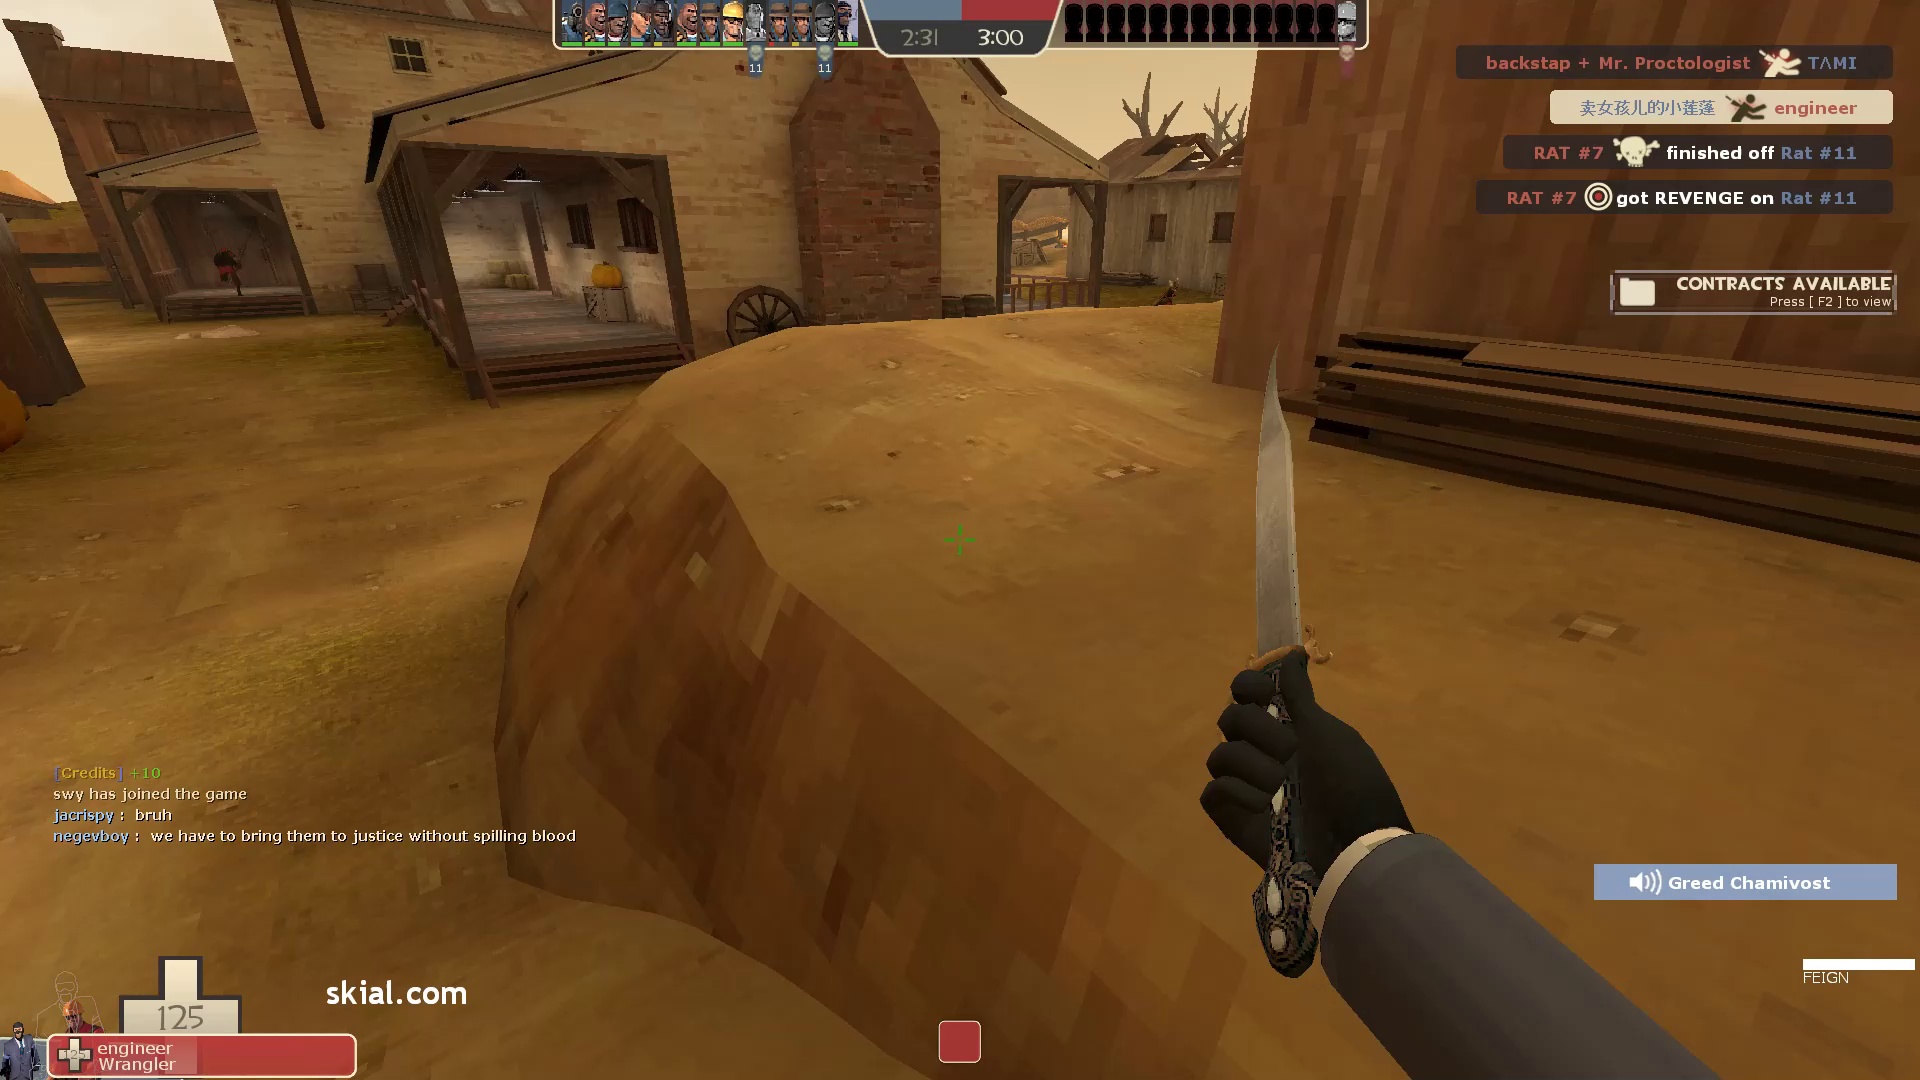 2:31 3:00
11 11
backstap + Mr. Proctologist TΛMI
卖女孩儿的小莲蓬 engineer
RAT #7 finished off Rat #11
RAT #7 got REVENGE on Rat #11
CONTRACTS AVAILABLE
Press [ F2 ] to view
[Credits] +10
swy has joined the game
jacrispy : bruh
negevboy : we have to bring them to justice without spilling blood
Greed Chamivost
FEIGN
skial.com
125
125 engineer
Wrangler